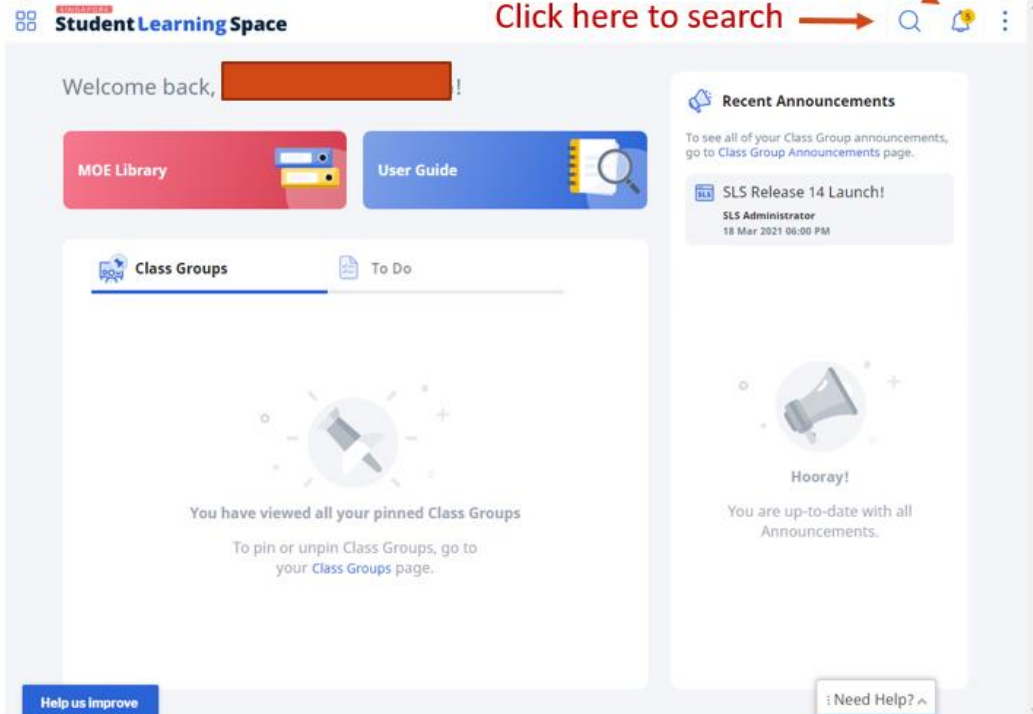 SINGAPORE
Student Learning Space
Click here to search
5
Welcome back, !
MOE Library
User Guide
Class Groups
To Do
You have viewed all your pinned Class Groups
To pin or unpin Class Groups, go to
your Class Groups page.
Recent Announcements
To see all of your Class Group announcements,
go to Class Group Announcements page.
SLS
SLS Release 14 Launch!
SLS Administrator
18 Mar 2021 06:00 PM
Hooray!
You are up-to-date with all
Announcements.
Help us improve
Need Help?